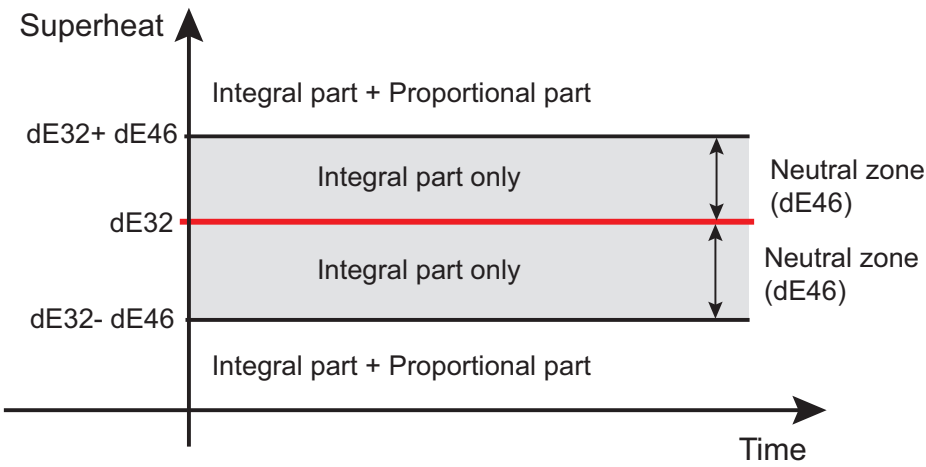 Superheat
Integral part + Proportional part
dE32+ dE46
Integral part only
Neutral zone
(dE46)
dE32
Integral part only
Neutral zone
(dE46)
dE32- dE46
Integral part + Proportional part
Time